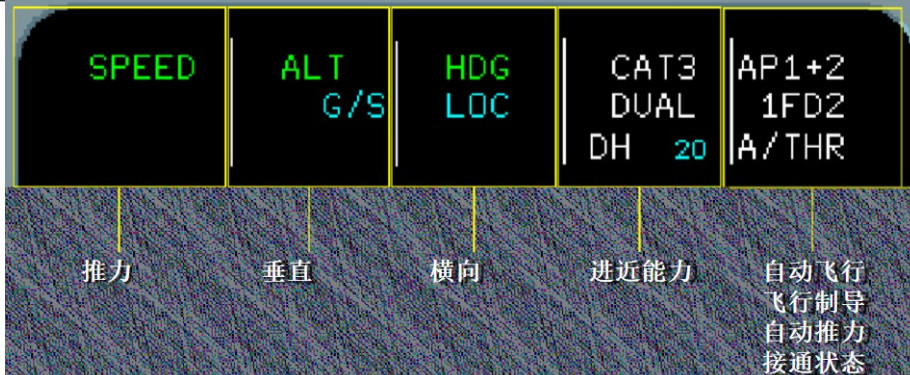 SPEED ALT HDG CAT3 AP1+2
G/S LOC DUAL 1FD2
DH 20 A/THR
推力 垂直 横向 进近能力 自动飞行
飞行制导
自动推力
接通状态